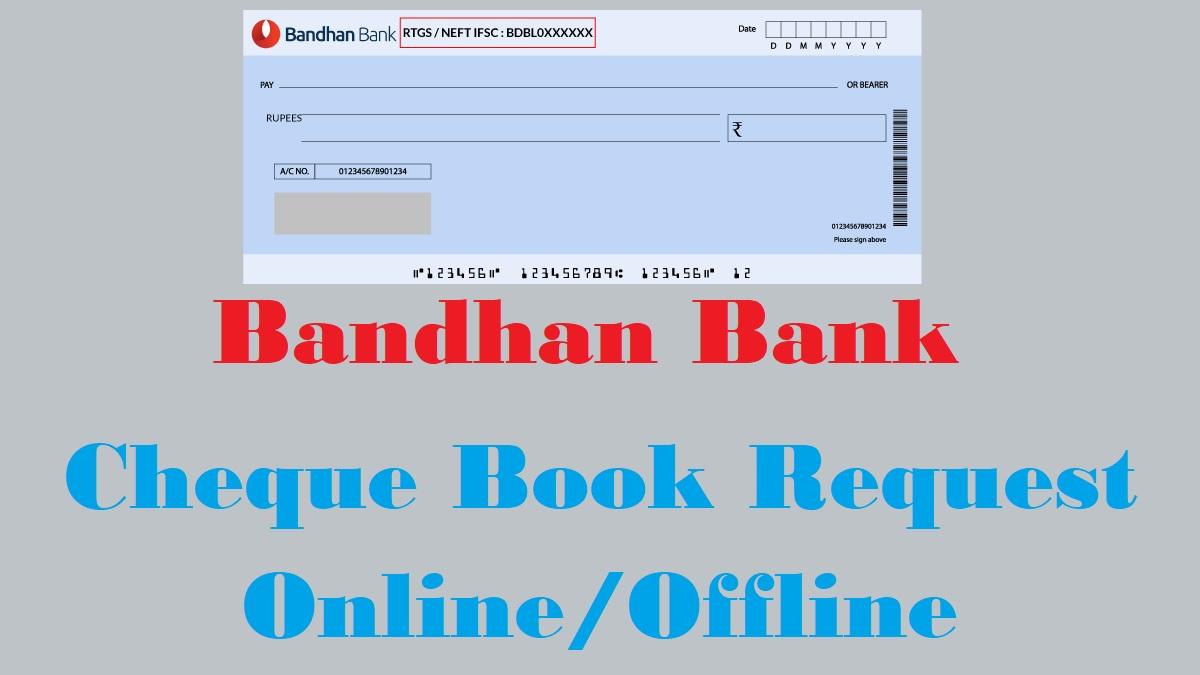 Bandhan Bank RTGS / NEFT IFSC : BDBL0XXXXXX Date
D D M M Y Y Y Y
PAY OR BEARER
RUPEES ₹
A/C NO. 012345678901234
012345678901234
Please sign above
⑈123456⑈ 123456789⑆ 123456⑈ 12
Bandhan Bank
Cheque Book Request
Online/Offline